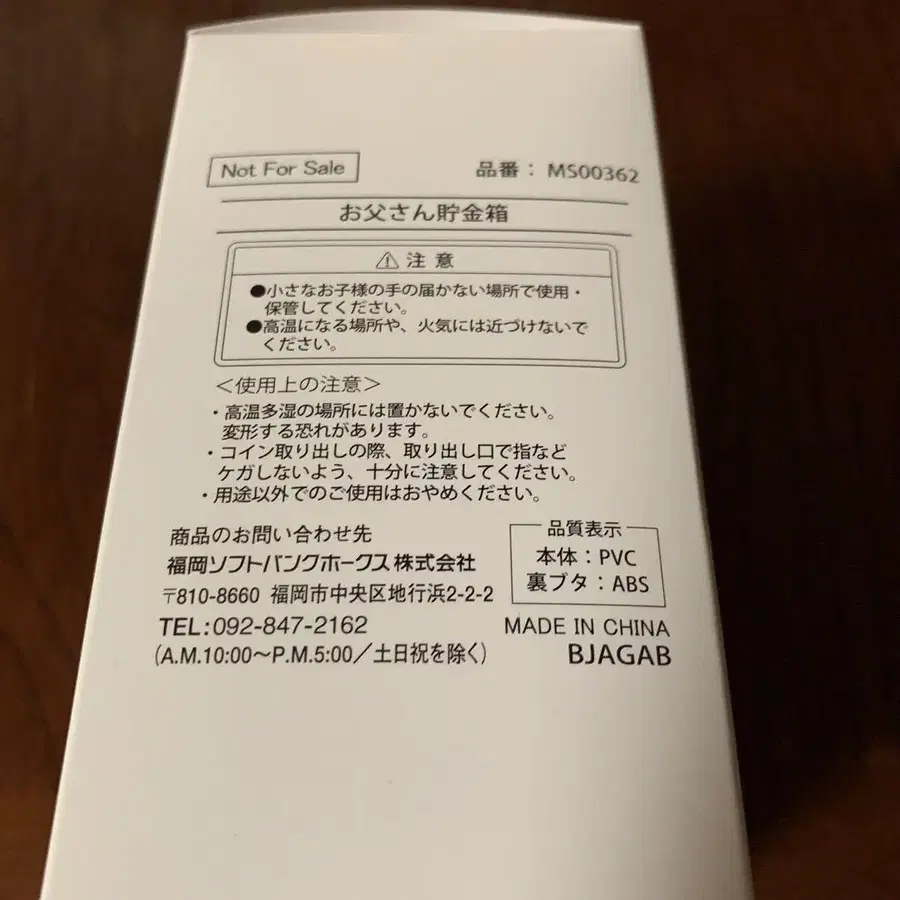 Not For Sale
品番： MS00362
お父さん貯金箱
⚠ 注 意
●小さなお子様の手の届かない場所で使用・
保管してください。
●高温になる場所や、火気には近づけないで
ください。
＜使用上の注意＞
・高温多湿の場所には置かないでください。
変形する恐れがあります。
・コイン取り出しの際、取り出し口で指など
ケガしないよう、十分に注意してください。
・用途以外でのご使用はおやめください。
商品のお問い合わせ先
福岡ソフトバンクホークス株式会社
〒810-8660 福岡市中央区地行浜2-2-2
TEL:092-847-2162
(A.M.10:00〜P.M.5:00／土日祝を除く)
品質表示
本体：PVC
裏ブタ：ABS
MADE IN CHINA
BJAGAB